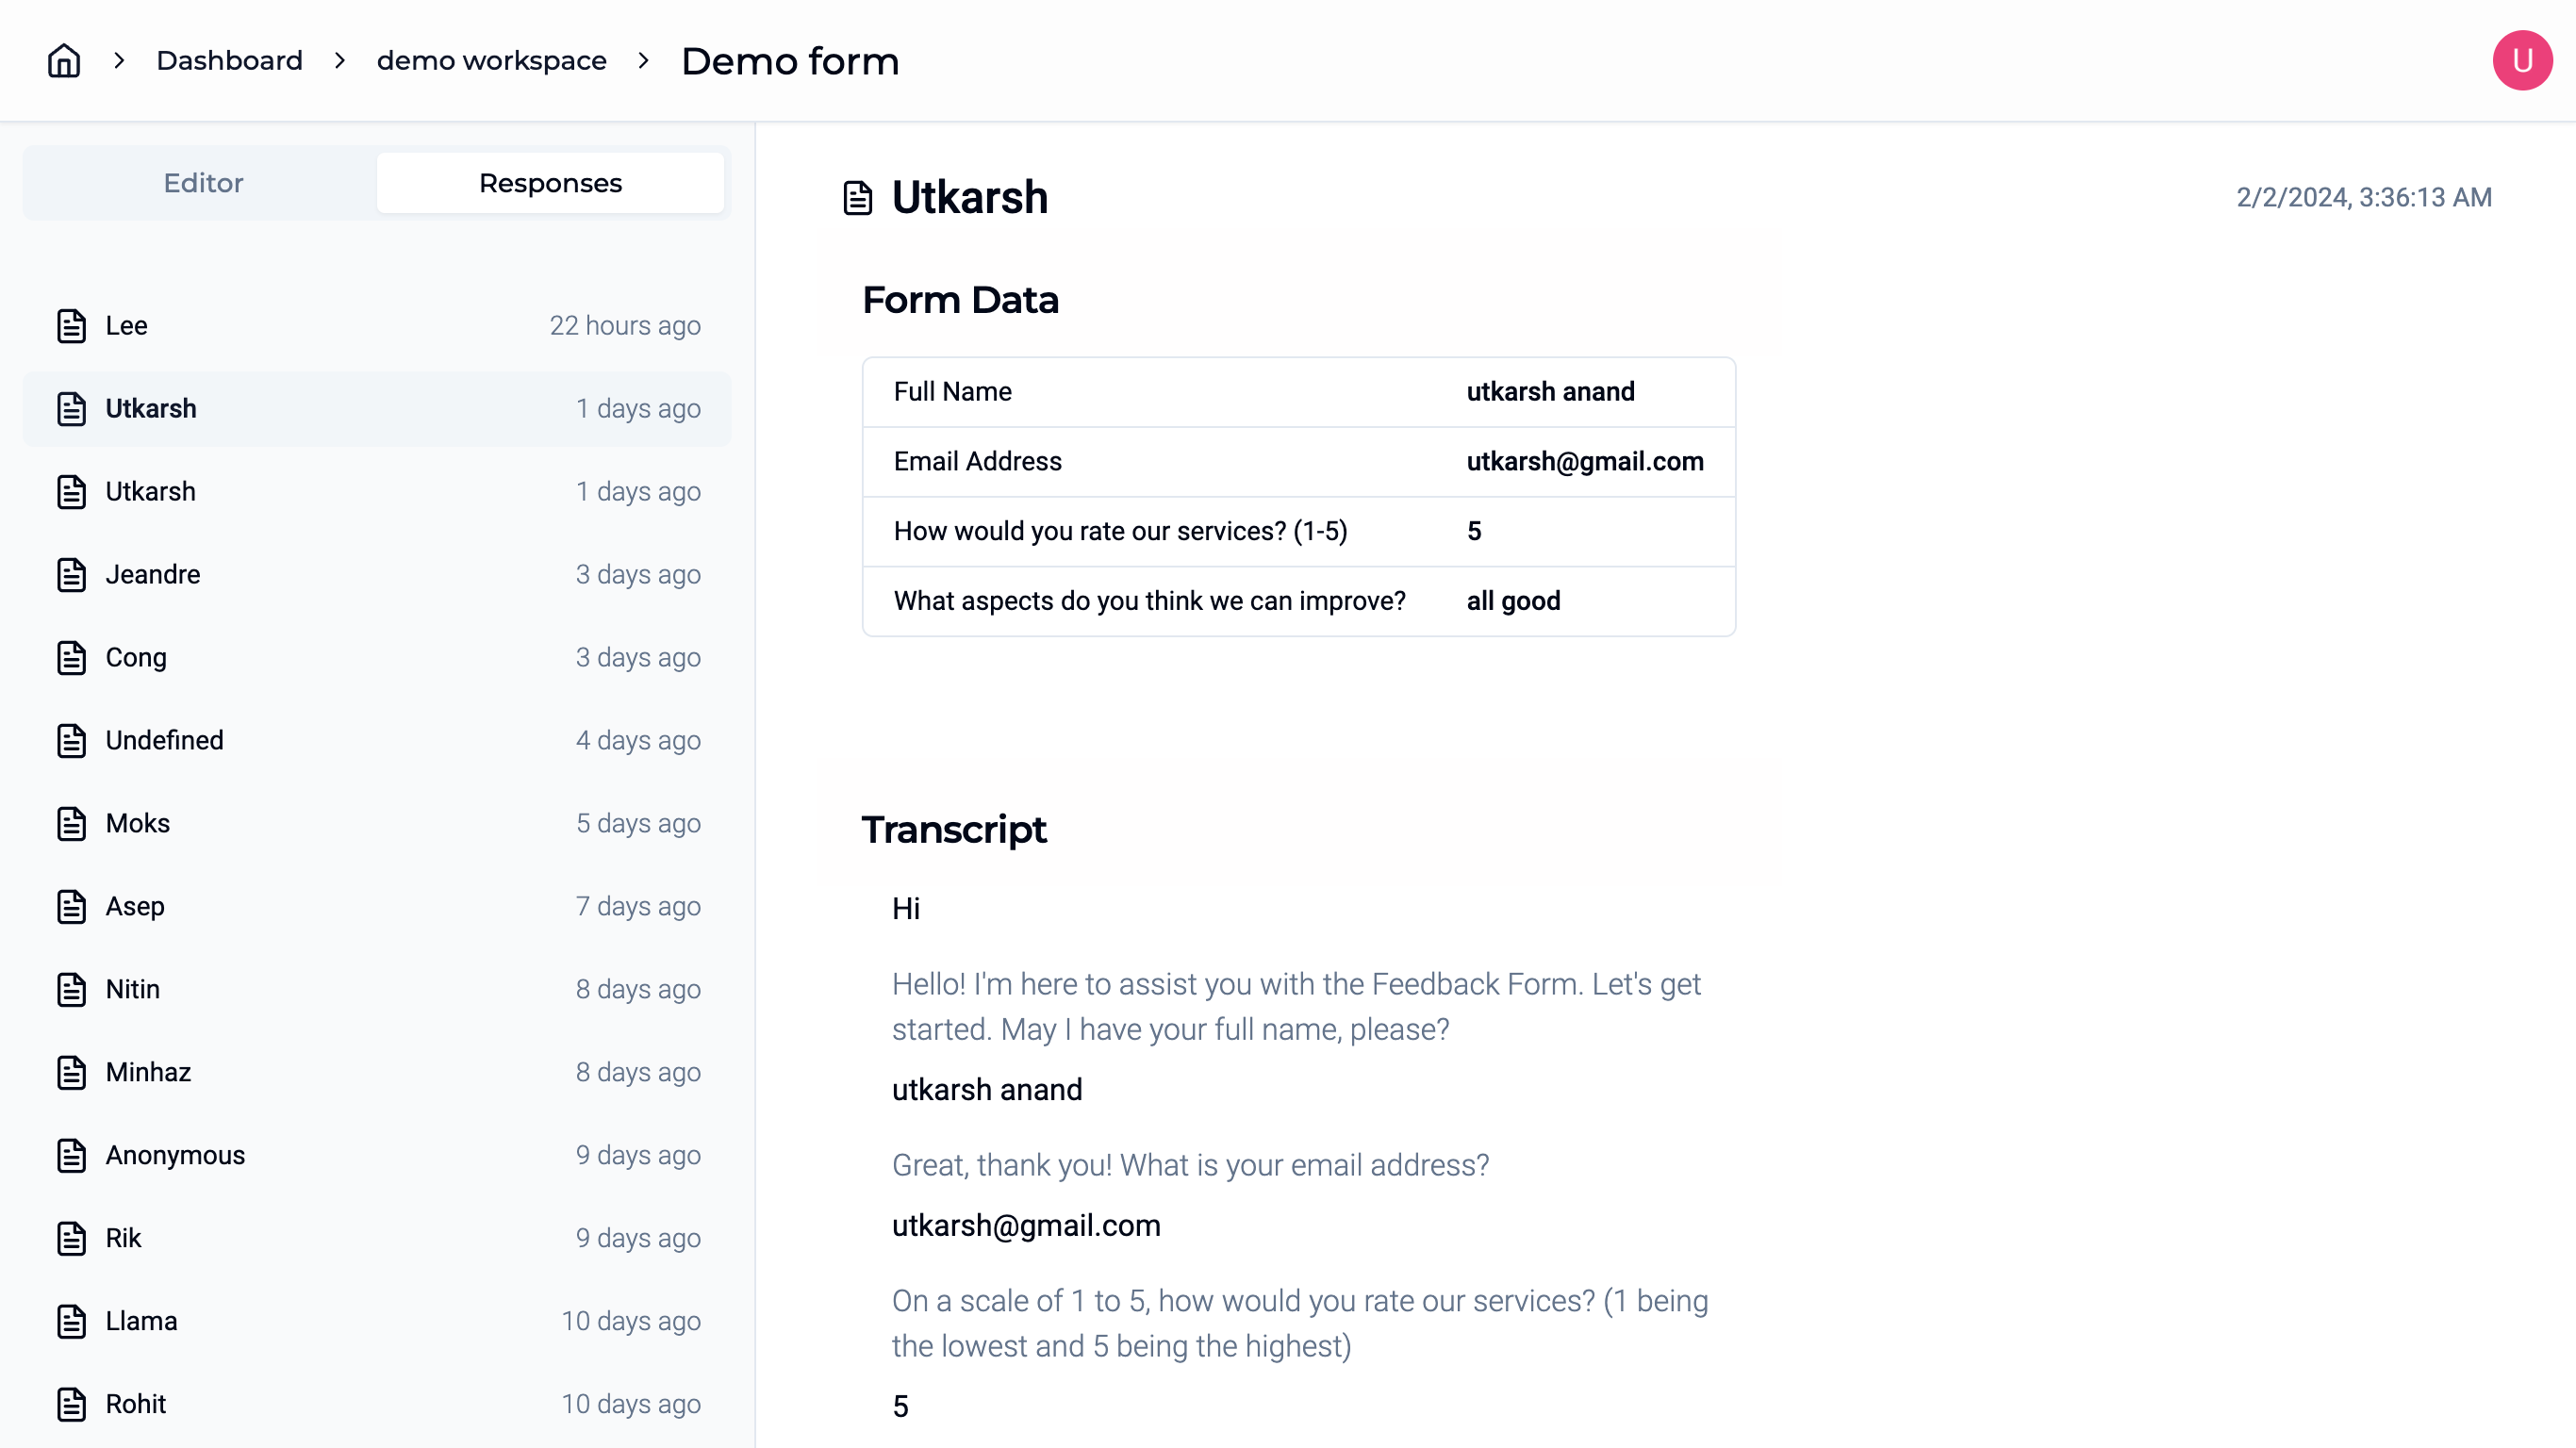 Dashboard
demo workspace
Demo form
U
Editor
Responses
Lee 22 hours ago
Utkarsh 1 days ago
Utkarsh 1 days ago
Jeandre 3 days ago
Cong 3 days ago
Undefined 4 days ago
Moks 5 days ago
Asep 7 days ago
Nitin 8 days ago
Minhaz 8 days ago
Anonymous 9 days ago
Rik 9 days ago
Llama 10 days ago
Rohit 10 days ago
Utkarsh 2/2/2024, 3:36:13 AM
Form Data
Full Name utkarsh anand
Email Address utkarsh@gmail.com
How would you rate our services? (1-5) 5
What aspects do you think we can improve? all good
Transcript
Hi
Hello! I'm here to assist you with the Feedback Form. Let's get
started. May I have your full name, please?
utkarsh anand
Great, thank you! What is your email address?
utkarsh@gmail.com
On a scale of 1 to 5, how would you rate our services? (1 being
the lowest and 5 being the highest)
5